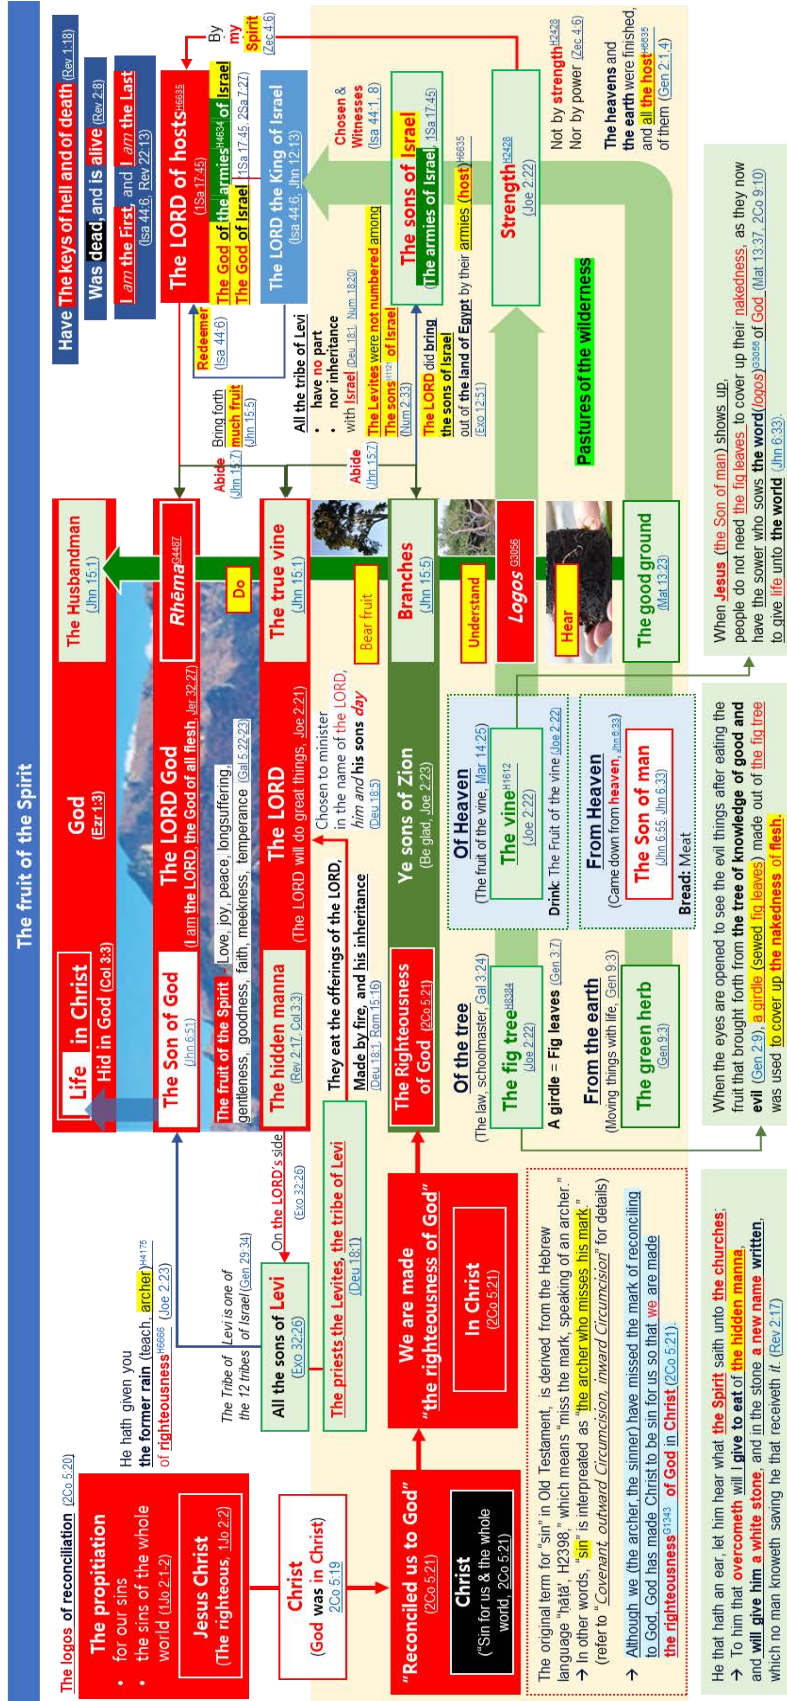 The fruit of the Spirit
The logos of reconciliation (2Co 5:20)
The propitiation
• for our sins
• the sins of the whole
world (1Jo 2:1-2)
Jesus Christ
(The righteous, 1Jo 2:2)
Christ
(God was in Christ)
2Co 5:19
"Reconciled us to God"
(2Co 5:21)
Christ
("Sin for us & the whole
world, 2Co 5:21)
He hath given you
the former rain (teach, archer)H4175
of righteousnessH6666 (Joe 2:23)
The Tribe of Levi is one of
the 12 tribes of Israel (Gen 29:34)
All the sons of Levi
(Exo 32:26)
On the LORD's side
(Exo 32:26)
The priests the Levites, the tribe of Levi
(Deu 18:1)
They eat the offerings of the LORD,
Made by fire, and his inheritance
(Deu 18:1, Rom 15:16)
We are made
"the righteousness of God"
In Christ
(2Co 5:21)
Life in Christ
Hid in God (Col 3:3)
God
(Ezr 1:3)
The Husbandman
(Jhn 15:1)
The Son of God
(Jhn 6:51)
The LORD God
(I am the LORD, the God of all flesh, Jer 32:27)
RhēmaG4487
The fruit of the Spirit - Love, joy, peace, longsuffering,
gentleness, goodness, faith, meekness, temperance (Gal 5:22-23)
Do
The hidden manna
(Rev 2:17, Col 3:3)
The LORD
(The LORD will do great things, Joe 2:21)
The true vine
(Jhn 15:1)
Chosen to minister
in the name of the LORD,
him and his sons day
(Deu 18:5)
Bear fruit
The Righteousness
of God (2Co 5:21)
Ye sons of Zion
(Be glad, Joe 2:23)
Branches
(Jhn 15:5)
Understand
Of the tree
(The law, schoolmaster, Gal 3:24)
The fig treeH8384
(Joe 2:22)
A girdle = Fig leaves (Gen 3:7)
Of Heaven
(The fruit of the vine, Mar 14:25)
The vineH1612
(Joe 2:22)
Drink: The Fruit of the vine (Joe 2:22)
Logos G3056
Hear
From the earth
(Moving things with life, Gen 9:3)
The green herb
(Gen 9:3)
From Heaven
(Came down from heaven, Jhn 6:33)
The Son of man
(Jhn 6:55, Jhn 6:33)
Bread: Meat
The good ground
(Mat 13:23)
Have The keys of hell and of death (Rev 1:18)
Was dead, and is alive (Rev 2:8)
I am the First, and I am the Last
(Isa 44:6, Rev 22:13)
The LORD of hostsH6635
(1Sa 17:45)
The God of the armiesH4634 of Israel
The God of Israel (1Sa 17:45, 2Sa 7:27)
The LORD the King of Israel
(Isa 44:6, Jhn 12:13)
By
my
Spirit
(Zec 4:6)
Redeemer
(Isa 44:6)
Abide
(Jhn 15:7)
Bring forth
much fruit
(Jhn 15:5)
Abide
(Jhn 15:7)
All the tribe of Levi
• have no part
• nor inheritance
with Israel (Deu 18:1, Num 18:20)
The Levites were not numbered among
The sonsH1121 of Israel
(Num 2:33)
Chosen &
Witnesses
(Isa 44:1, 8)
The sons of Israel
(The armies of Israel, 1Sa 17:45)
The LORD did bring
the sons of Israel
out of the land of Egypt by their armies (host)H6635
(Exo 12:51)
StrengthH2428
(Joe 2:22)
Not by strengthH2428
Nor by power (Zec 4:6)
The heavens and
the earth were finished,
and all the hostH6635
of them (Gen 2:1,4)
Pastures of the wilderness
The original term for "sin" in Old Testament, is derived from the Hebrew
language "ḥāṭā', H2398," which means "miss the mark, speaking of an archer."
→ In other words, "sin" is interpreated as "the archer who misses his mark."
(refer to "Covenant, outward Circumcision, inward Circumcision" for details)
→ Although we (the archer, the sinner) have missed the mark of reconciling
to God, God has made Christ to be sin for us so that we are made
the righteousnessG1343 of God in Christ (2Co 5:21).
He that hath an ear, let him hear what the Spirit saith unto the churches;
→ To him that overcometh will I give to eat of the hidden manna,
and will give him a white stone, and in the stone a new name written,
which no man knoweth saving he that receiveth it. (Rev 2:17)
When the eyes are opened to see the evil things after eating the
fruit that brought forth from the tree of knowledge of good and
evil (Gen 2:9), a girdle (sewed fig leaves) made out of the fig tree
was used to cover up the nakedness of flesh.
When Jesus (the Son of man) shows up,
people do not need the fig leaves to cover up their nakedness, as they now
have the sower who sows the word(logos)G3056 of God (Mat 13:37, 2Co 9:10)
to give life unto the world (Jhn 6:33).